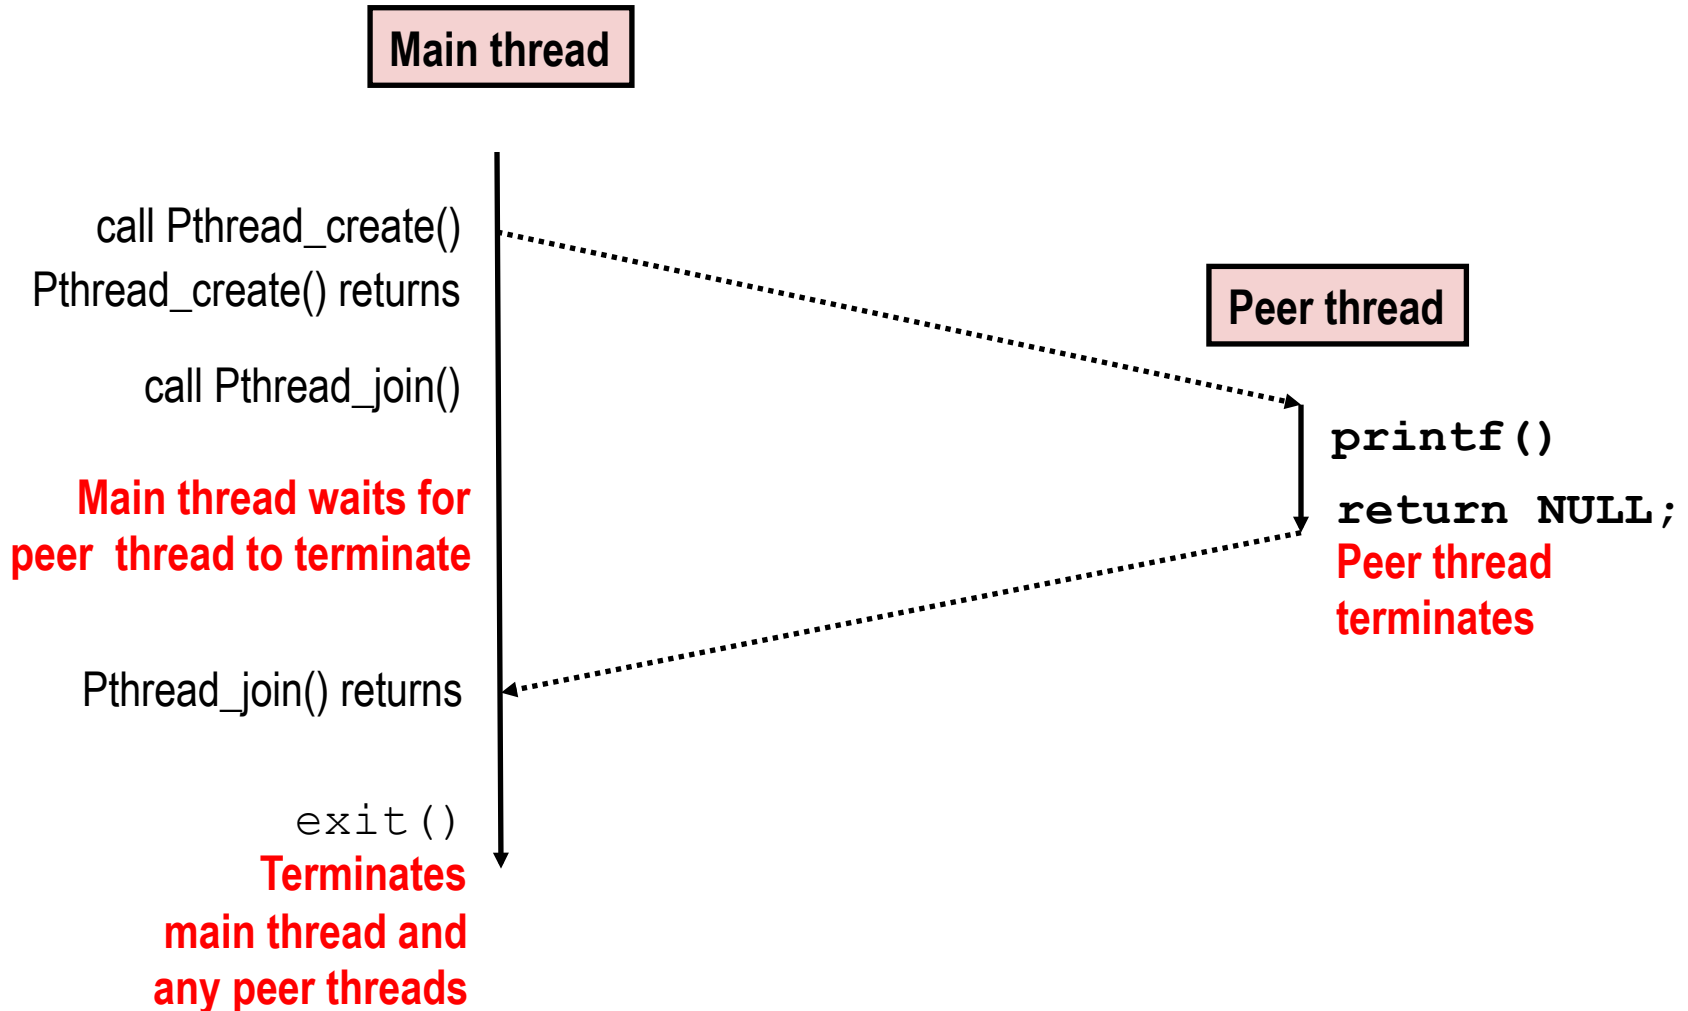 Main thread
call Pthread_create()
Pthread_create() returns
call Pthread_join()
Main thread waits for
peer  thread to terminate
Pthread_join() returns
exit()
Terminates
main thread and
any peer threads
Peer thread
printf()
return NULL;
Peer thread
terminates